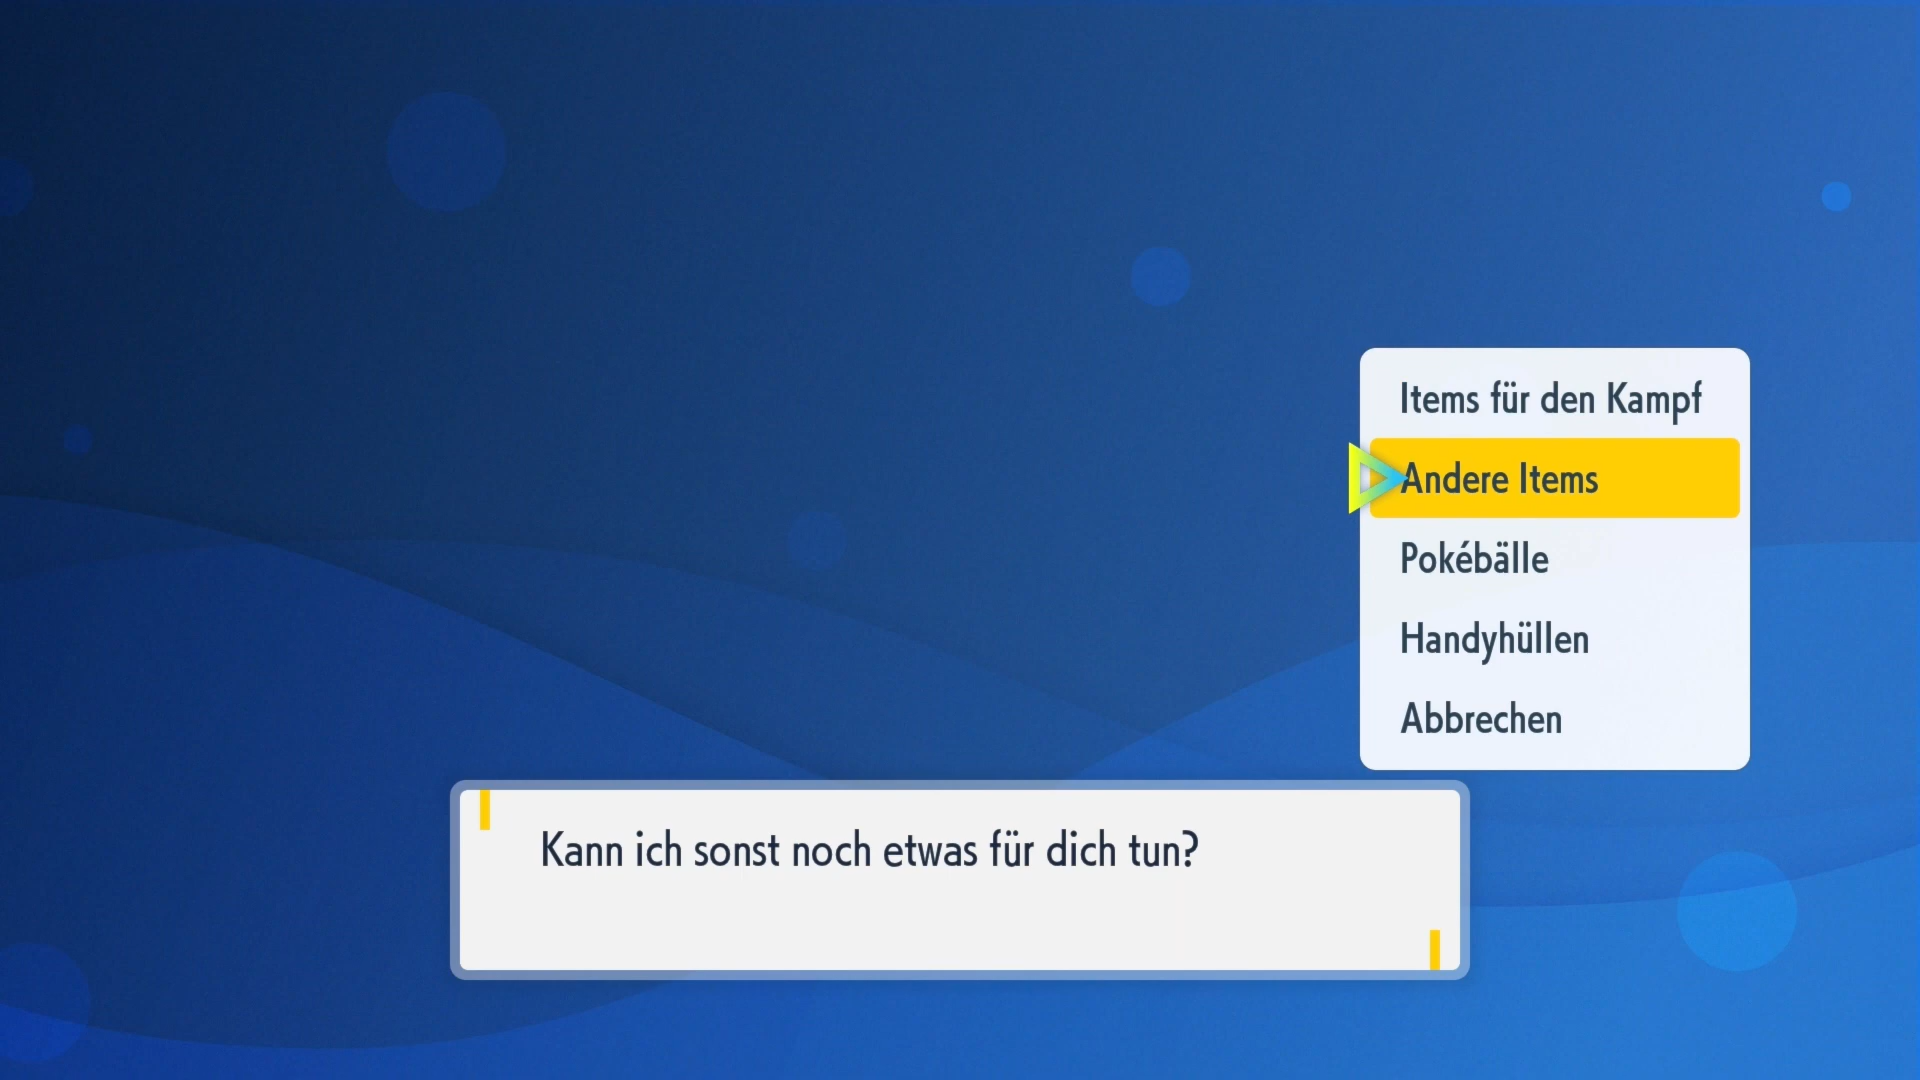 Items für den Kampf
Andere Items
Pokébälle
Handyhüllen
Abbrechen
Kann ich sonst noch etwas für dich tun?